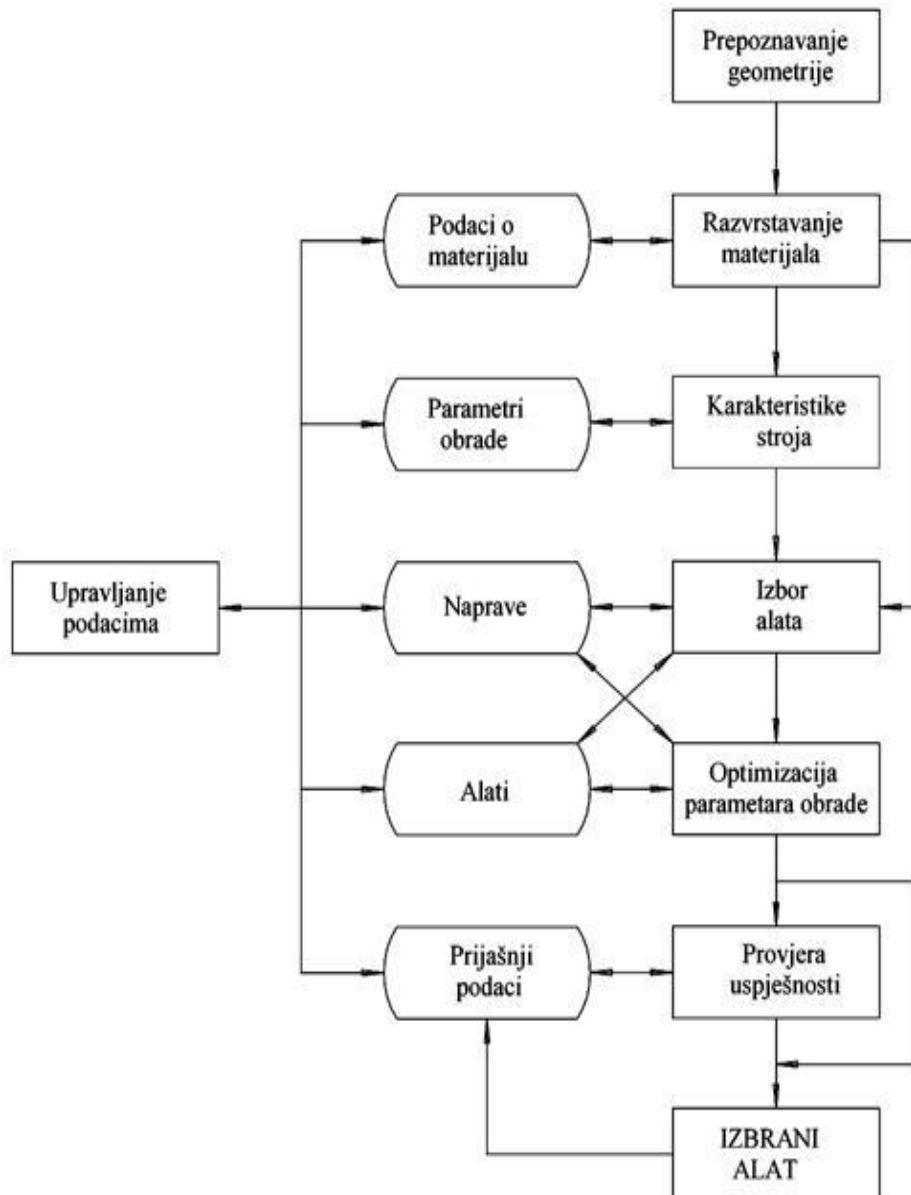 Prepoznavanje
geometrije
Podaci o
materijalu
Razvrstavanje
materijala
Parametri
obrade
Karakteristike
stroja
Upravljanje
podacima
Naprave
Izbor
alata
Alati
Optimizacija
parametara obrade
Prijašnji
podaci
Provjera
uspješnosti
IZBRANI
ALAT